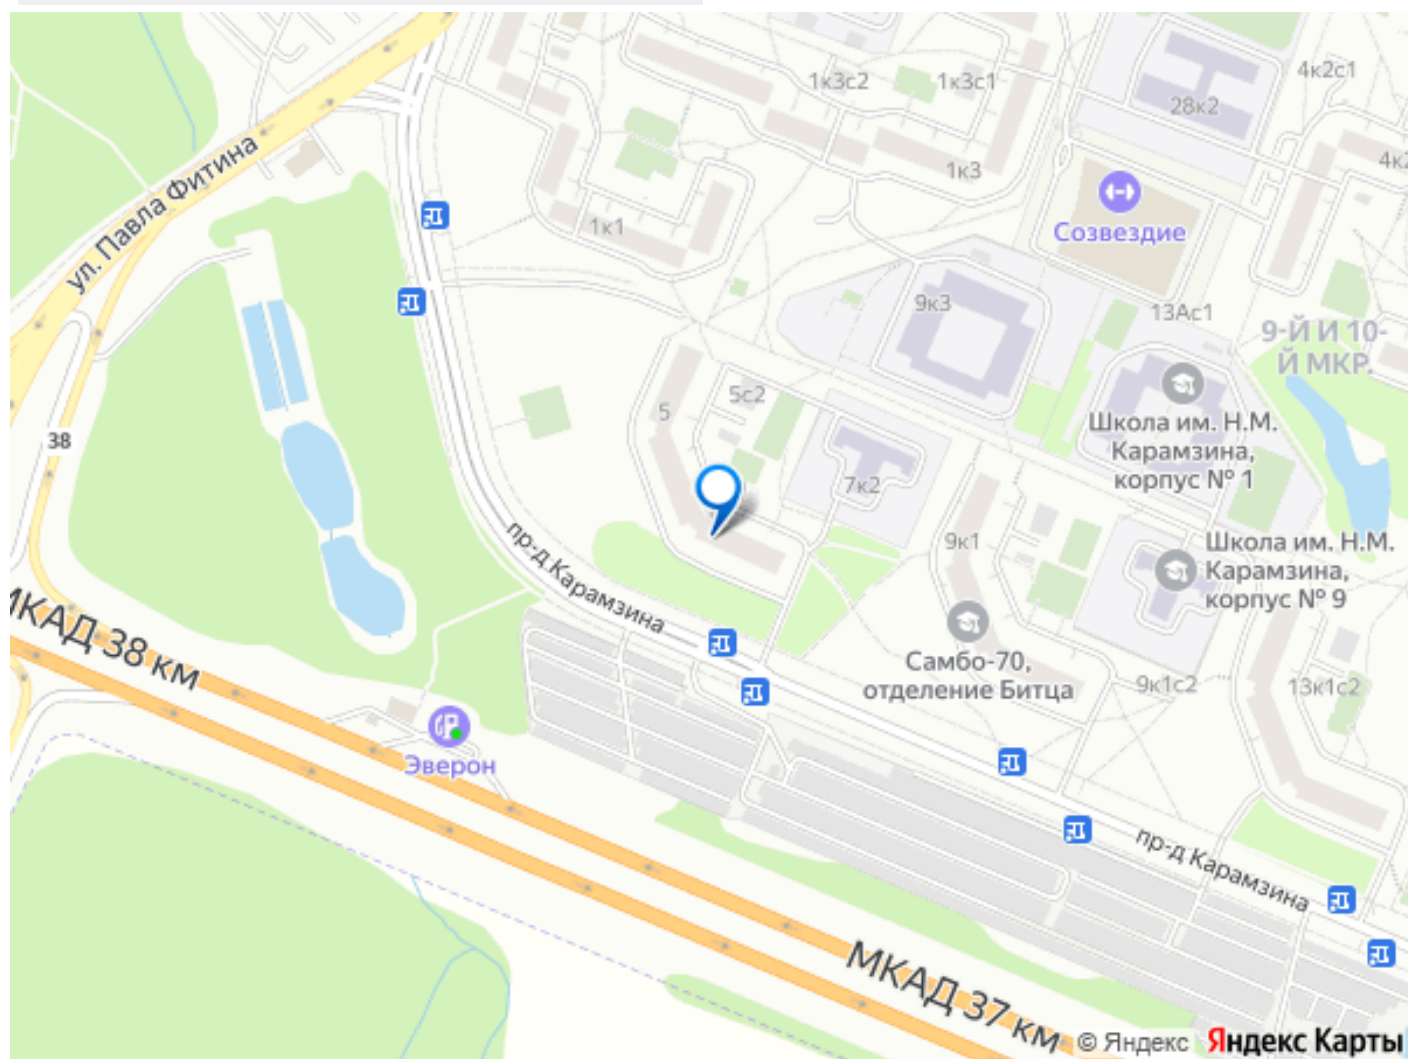 1к3с2
1к3с1
4к2с1
28к2
ул. Павла Фитина
1к3
4к2
1к1
Созвездие
9к3
13Ас1
9-Й И 10-
Й МКР.
5с2
5
Школа им. Н.М.
Карамзина,
корпус № 1
38
7к2
пр-д Карамзина
9к1
Школа им. Н.М.
Карамзина,
корпус № 9
МКАД 38 км
Самбо-70,
отделение Битца
9к1с2
13к1с2
Эверон
пр-д Карамзина
МКАД 37 км
© Яндекс
Яндекс Карты